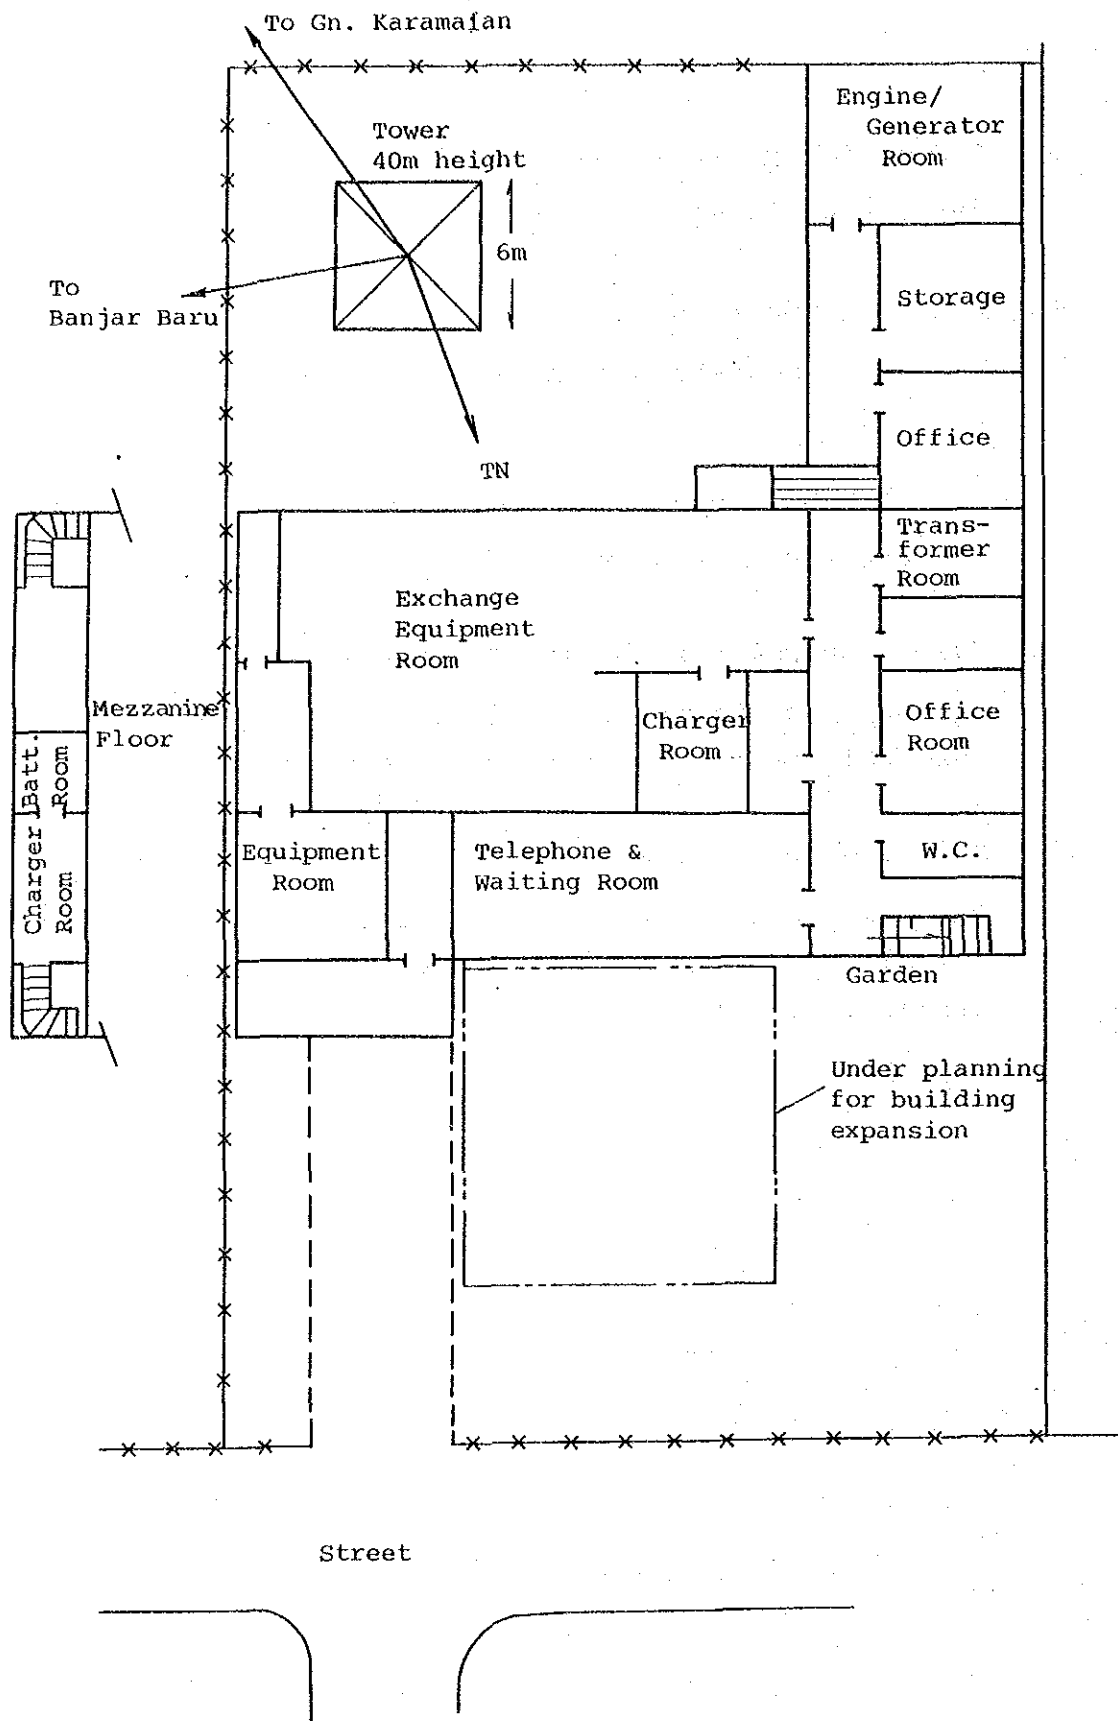 To Gn. Karamajan
Engine/
Generator
Room
Tower
40m height
6m
To
Banjar Baru
Storage
Office
TN
Trans-
former
Room
Exchange
Equipment
Room
Mezzanine
Floor
Charger
Room
Office
Room
Batt.
Room
Charger
Room
Equipment
Room
Telephone &
Waiting Room
W.C.
Garden
Under planning
for building
expansion
Street